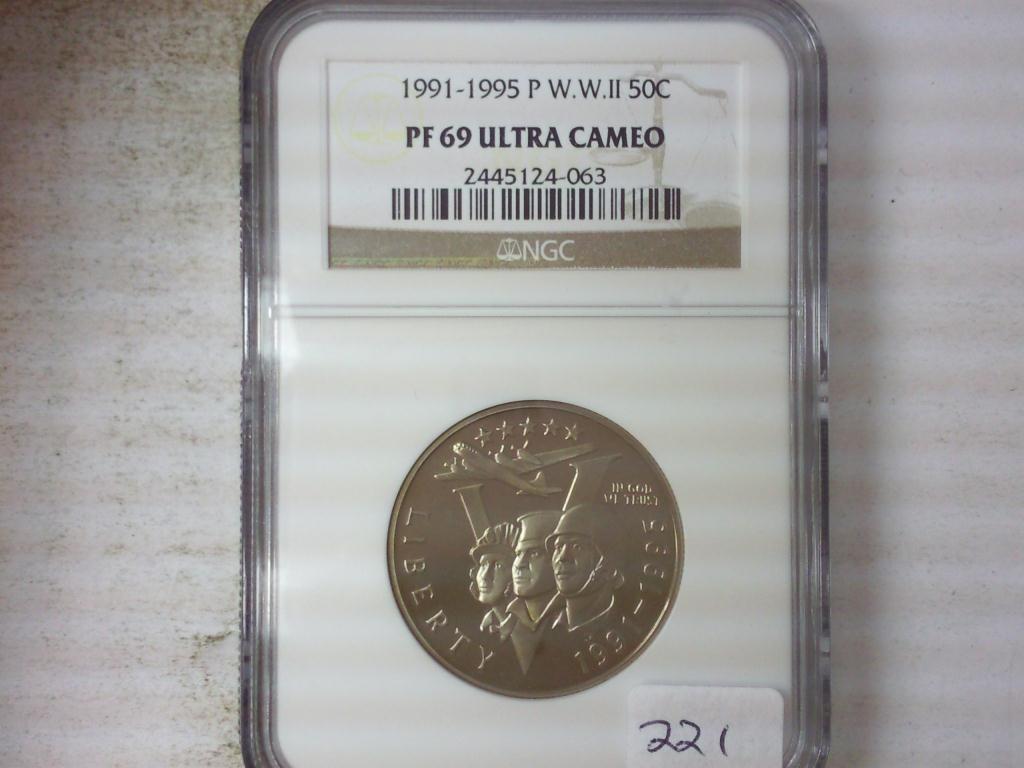 1991-1995 P W.W.II 50C
PF 69 ULTRA CAMEO
2445124-063
NGC
IN GOD
WE TRUST
LIBERTY
1991-1995
P
221